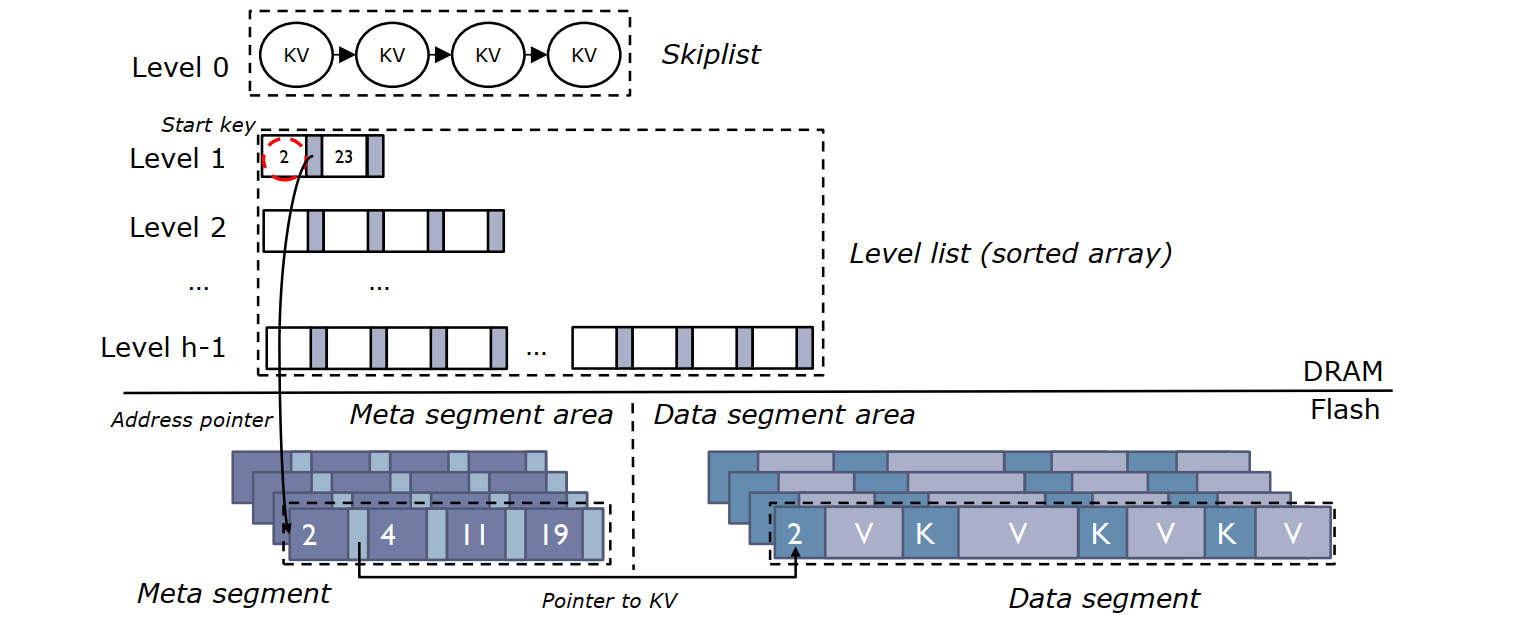 Level 0
KV KV KV KV
Skiplist
Start key
Level 1
2 23
Level 2
Level list (sorted array)
... ...
Level h-1
...
DRAM
Flash
Address pointer
Meta segment area
Data segment area
2 4 11 19
2 V K V K V K V
Meta segment
Pointer to KV
Data segment